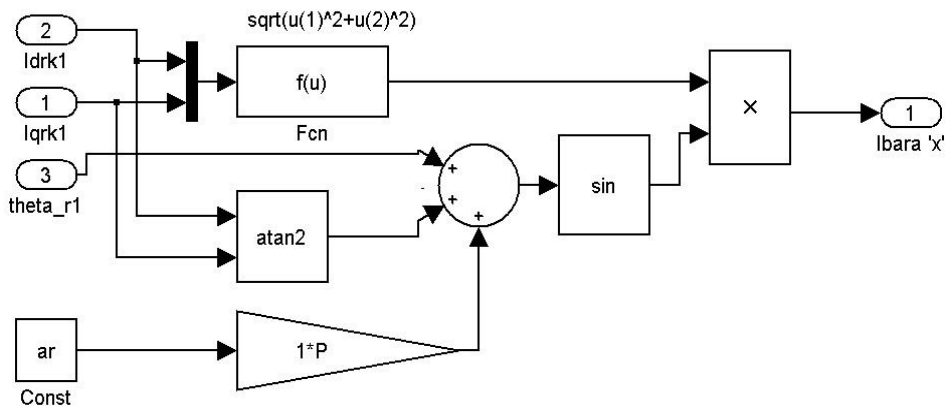 sqrt(u(1)^2+u(2)^2)
2
Idrk1
f(u)
Fcn
1
Iqrk1
×
1
Ibara 'x'
3
theta_r1
+
+
+
sin
atan2
ar
Const
1*P